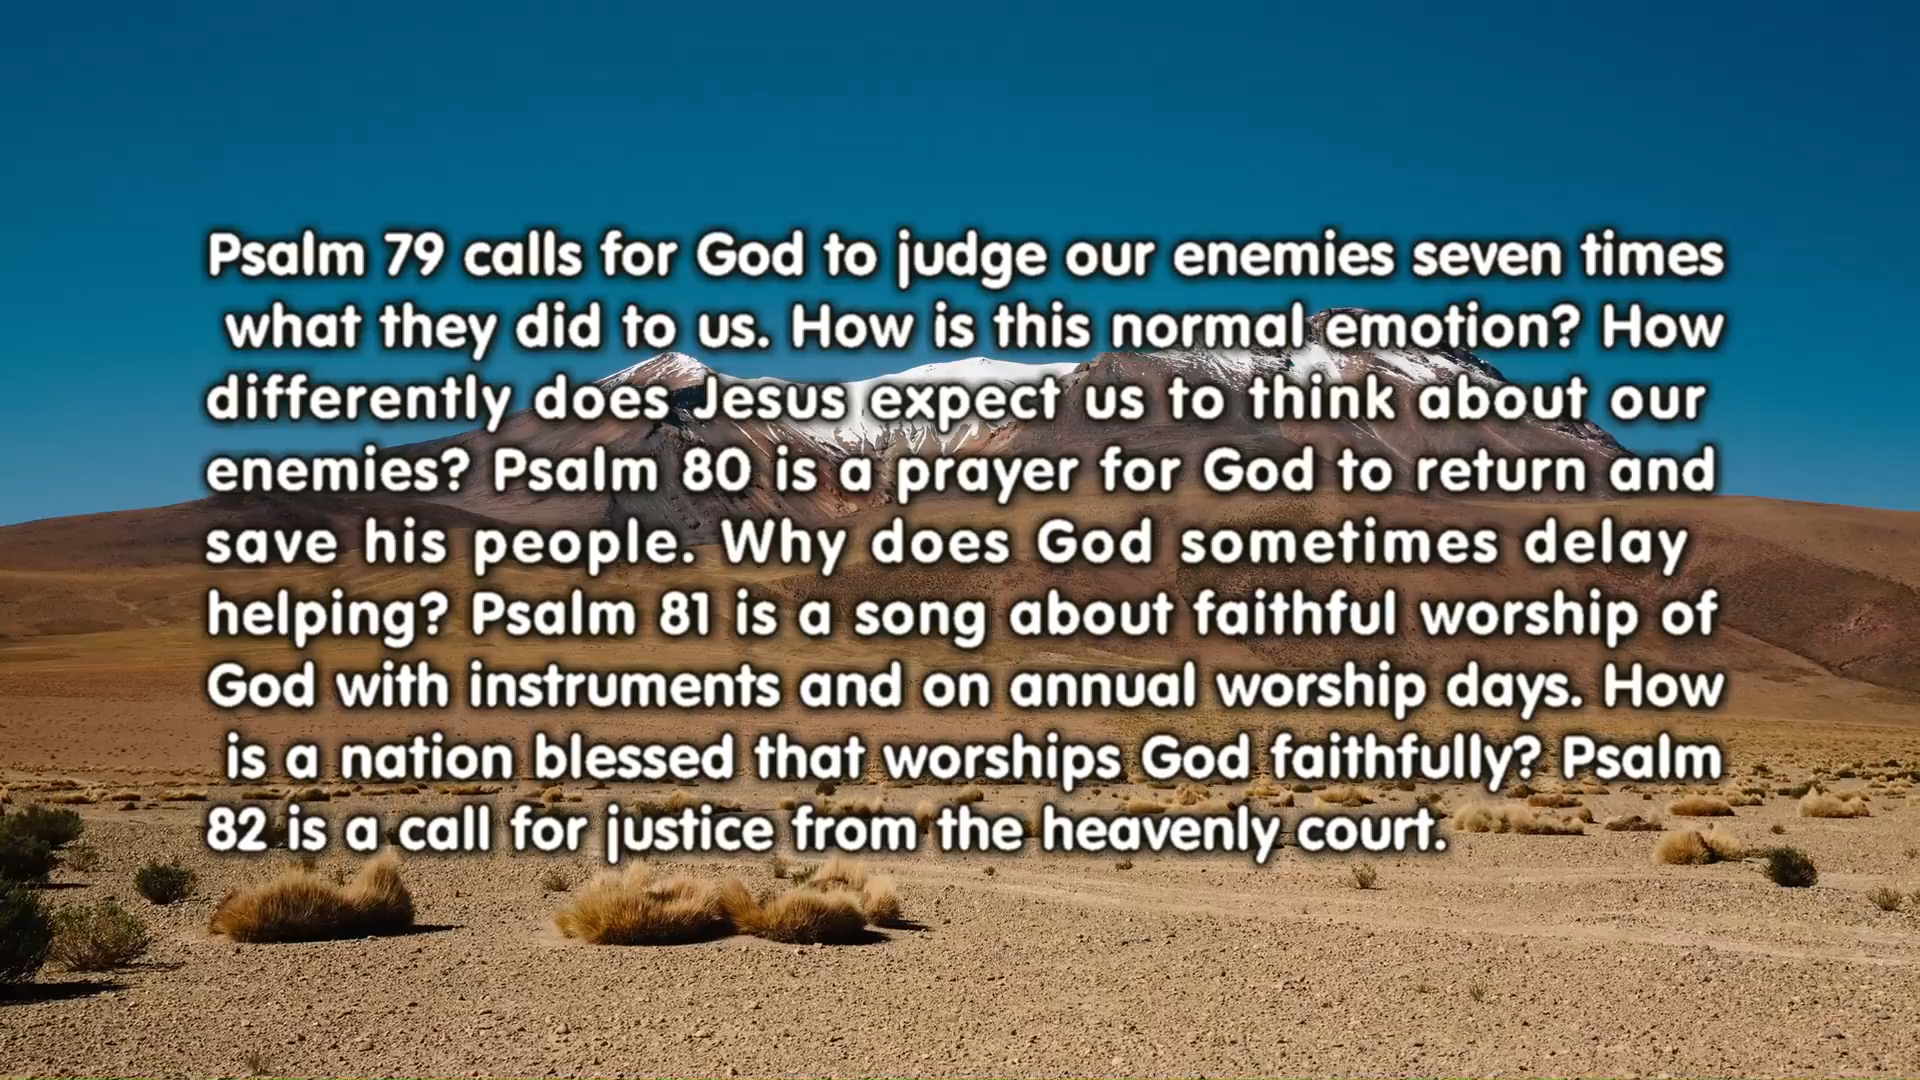 Psalm 79 calls for God to judge our enemies seven times
what they did to us. How is this normal emotion? How
differently does Jesus expect us to think about our
enemies? Psalm 80 is a prayer for God to return and
save his people. Why does God sometimes delay
helping? Psalm 81 is a song about faithful worship of
God with instruments and on annual worship days. How
is a nation blessed that worships God faithfully? Psalm
82 is a call for justice from the heavenly court.